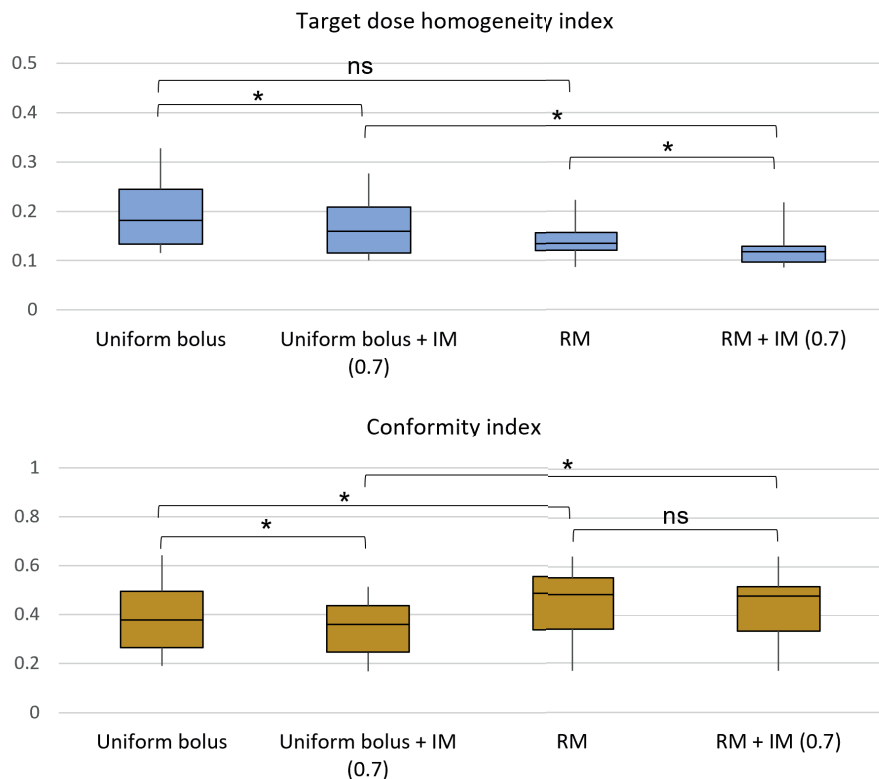 Target dose homogeneity index
0.5
ns
0.4
*
*
0.3
*
0.2
0.1
0
Uniform bolus
Uniform bolus + IM
(0.7)
RM
RM + IM (0.7)
Conformity index
1
*
0.8
*
ns
*
0.6
0.4
0.2
0
Uniform bolus
Uniform bolus + IM
(0.7)
RM
RM + IM (0.7)